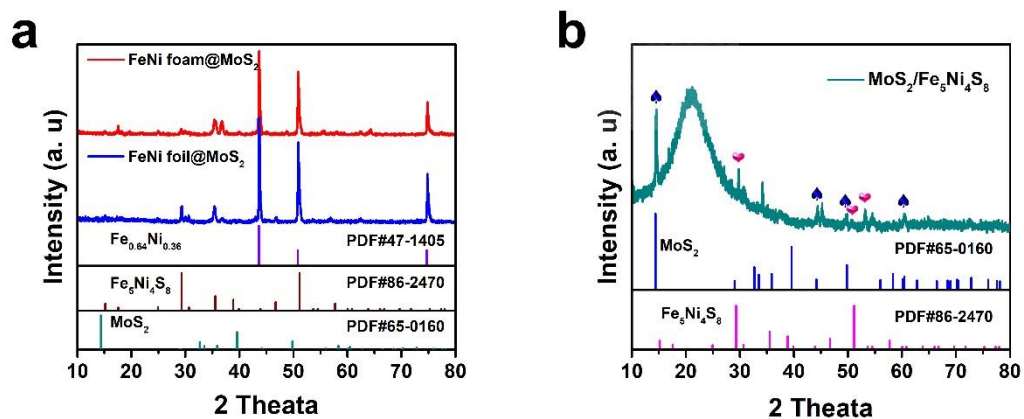 a
FeNi foam@MoS₂
FeNi foil@MoS₂
Fe₀.₆₄Ni₀.₃₆
PDF#47-1405
Fe₅Ni₄S₈
PDF#86-2470
MoS₂
PDF#65-0160
10 20 30 40 50 60 70 80
2 Theata
Intensity (a. u)
b
MoS₂/Fe₅Ni₄S₈
MoS₂
PDF#65-0160
Fe₅Ni₄S₈
PDF#86-2470
10 20 30 40 50 60 70 80
2 Theata
Intensity (a. u)